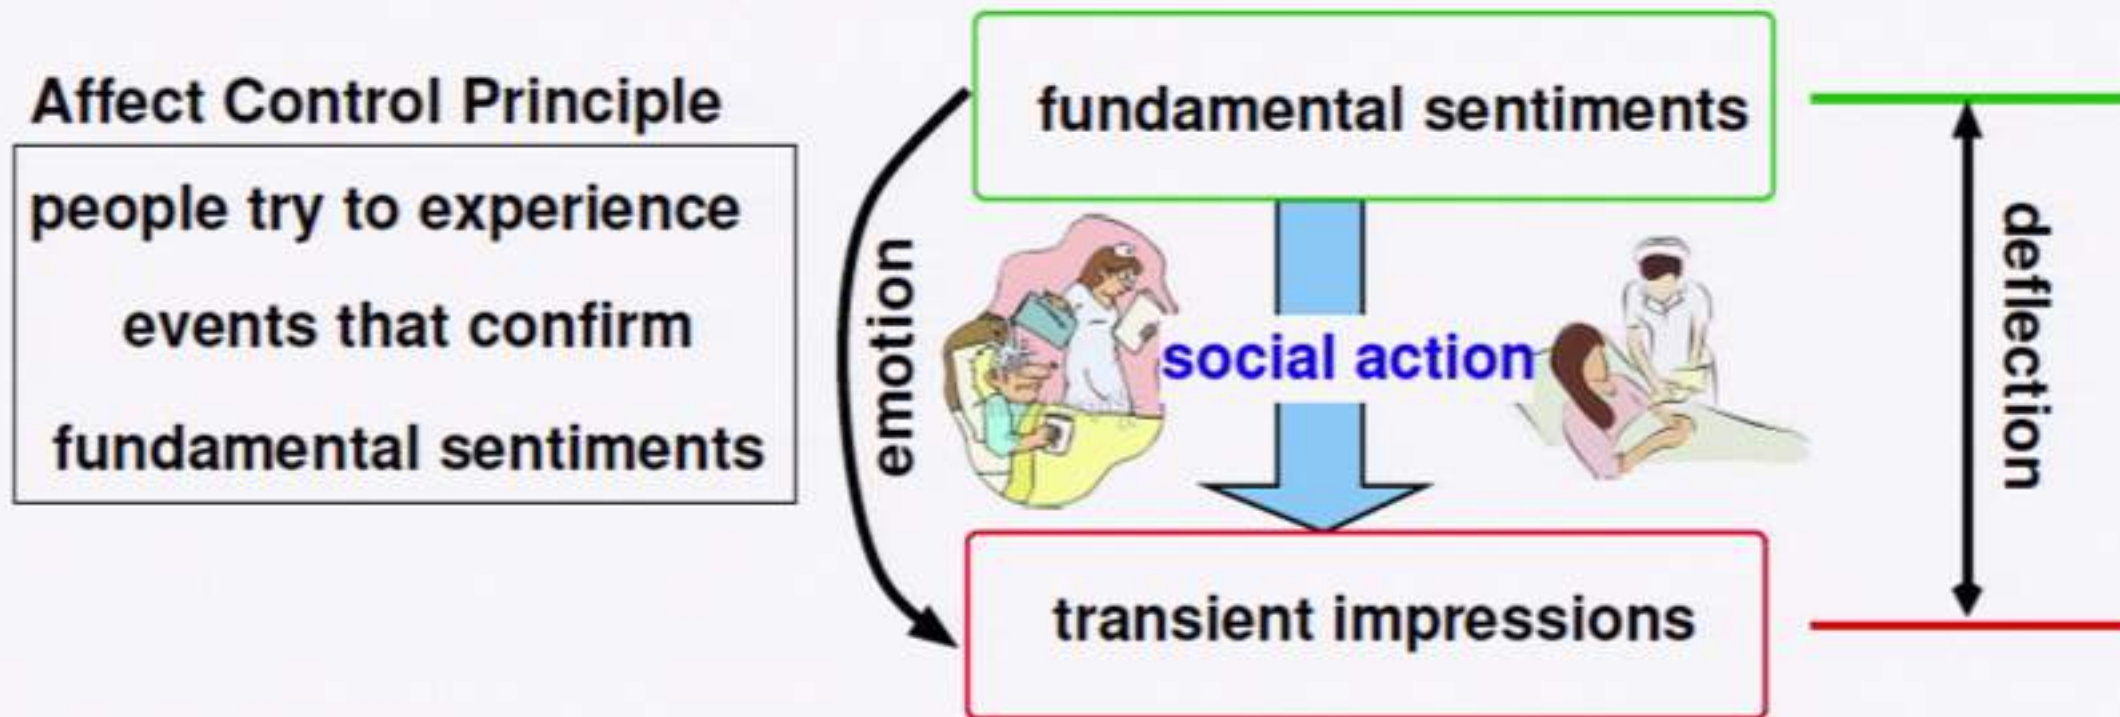 Affect Control Principle
people try to experience
events that confirm
fundamental sentiments
fundamental sentiments
emotion
social action
deflection
transient impressions